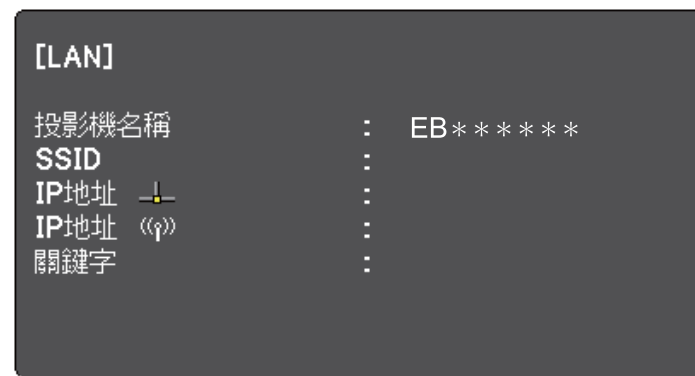 [LAN]
投影機名稱 : EB******
SSID :
IP地址 :
IP地址 :
關鍵字 :